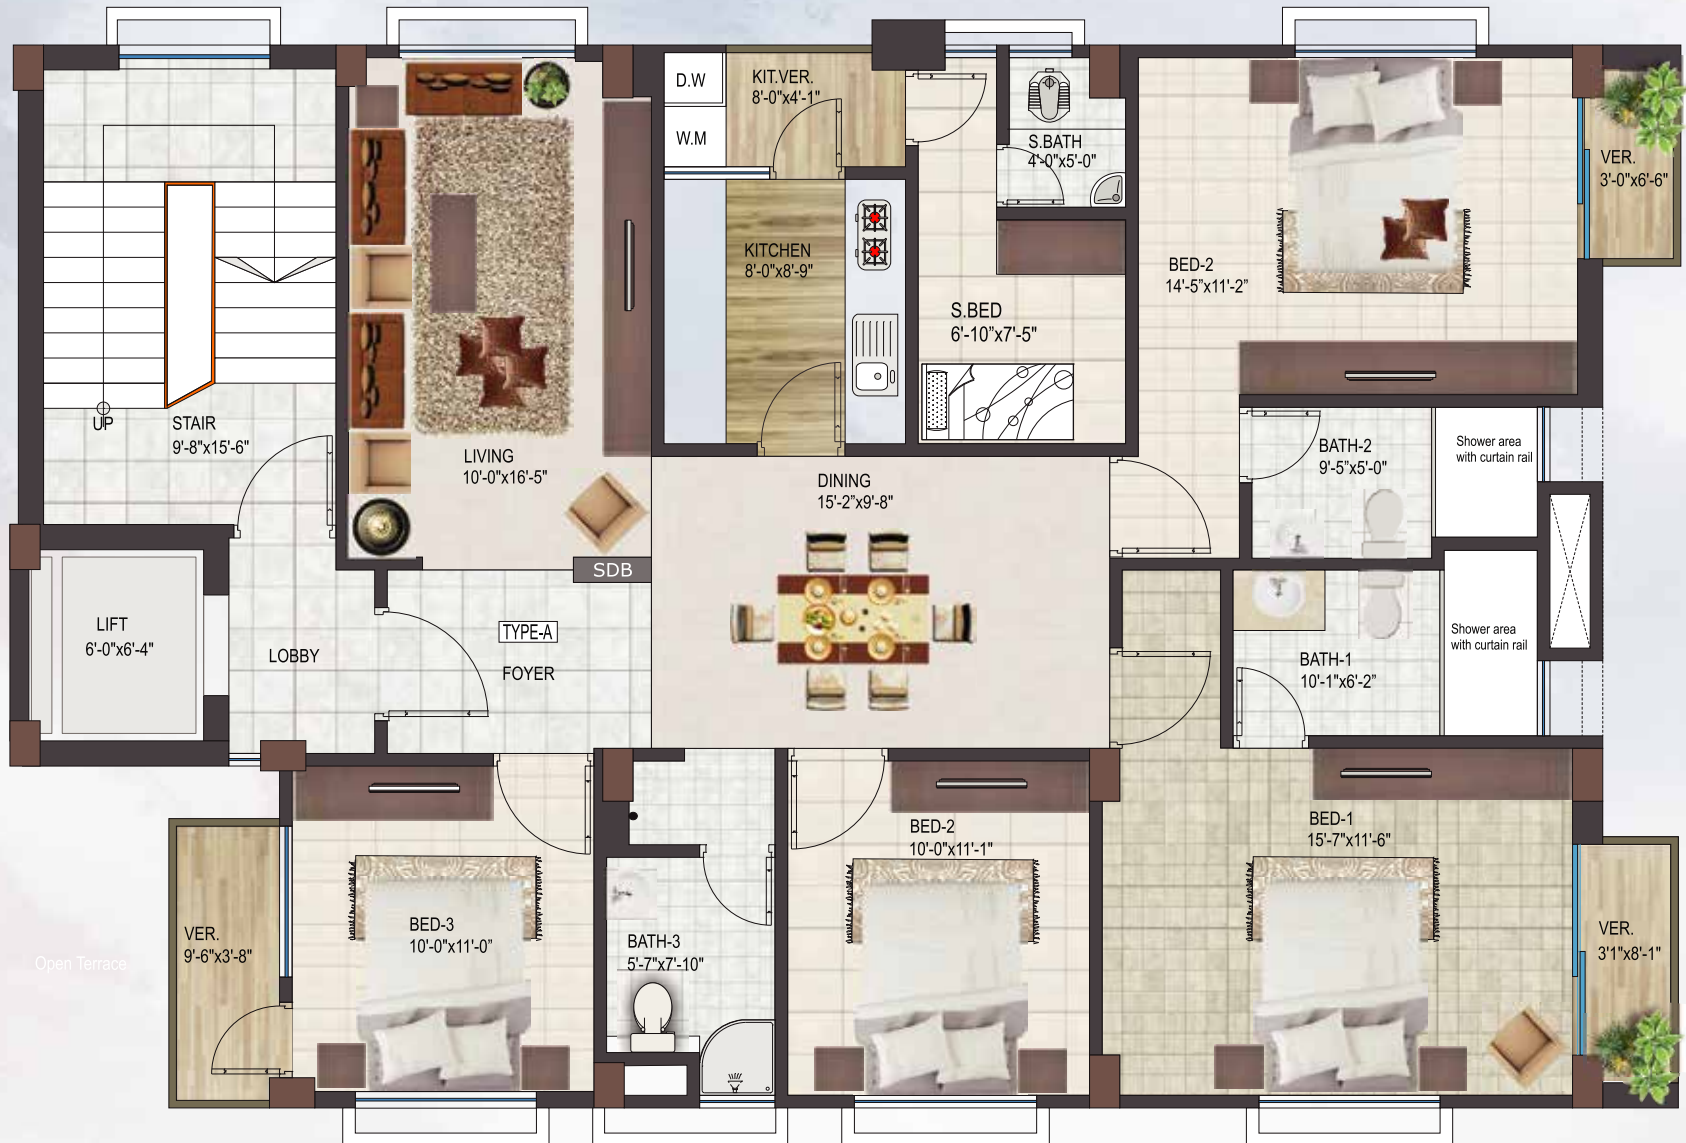 D.W
W.M
KIT.VER.
8'-0"x4'-1"
S.BATH
4'-0"x5'-0"
VER.
3'-0"x6'-6"
KITCHEN
8'-0"x8'-9"
S.BED
6'-10"x7'-5"
BED-2
14'-5"x11'-2"
UP
STAIR
9'-8"x15'-6"
LIVING
10'-0"x16'-5"
DINING
15'-2"x9'-8"
BATH-2
9'-5"x5'-0"
Shower area
with curtain rail
SDB
LIFT
6'-0"x6'-4"
LOBBY
TYPE-A
FOYER
BATH-1
10'-1"x6'-2"
Shower area
with curtain rail
BED-2
10'-0"x11'-1"
BED-1
15'-7"x11'-6"
VER.
9'-6"x3'-8"
BED-3
10'-0"x11'-0"
BATH-3
5'-7"x7'-10"
VER.
3'1"x8'-1"
Open Terrace